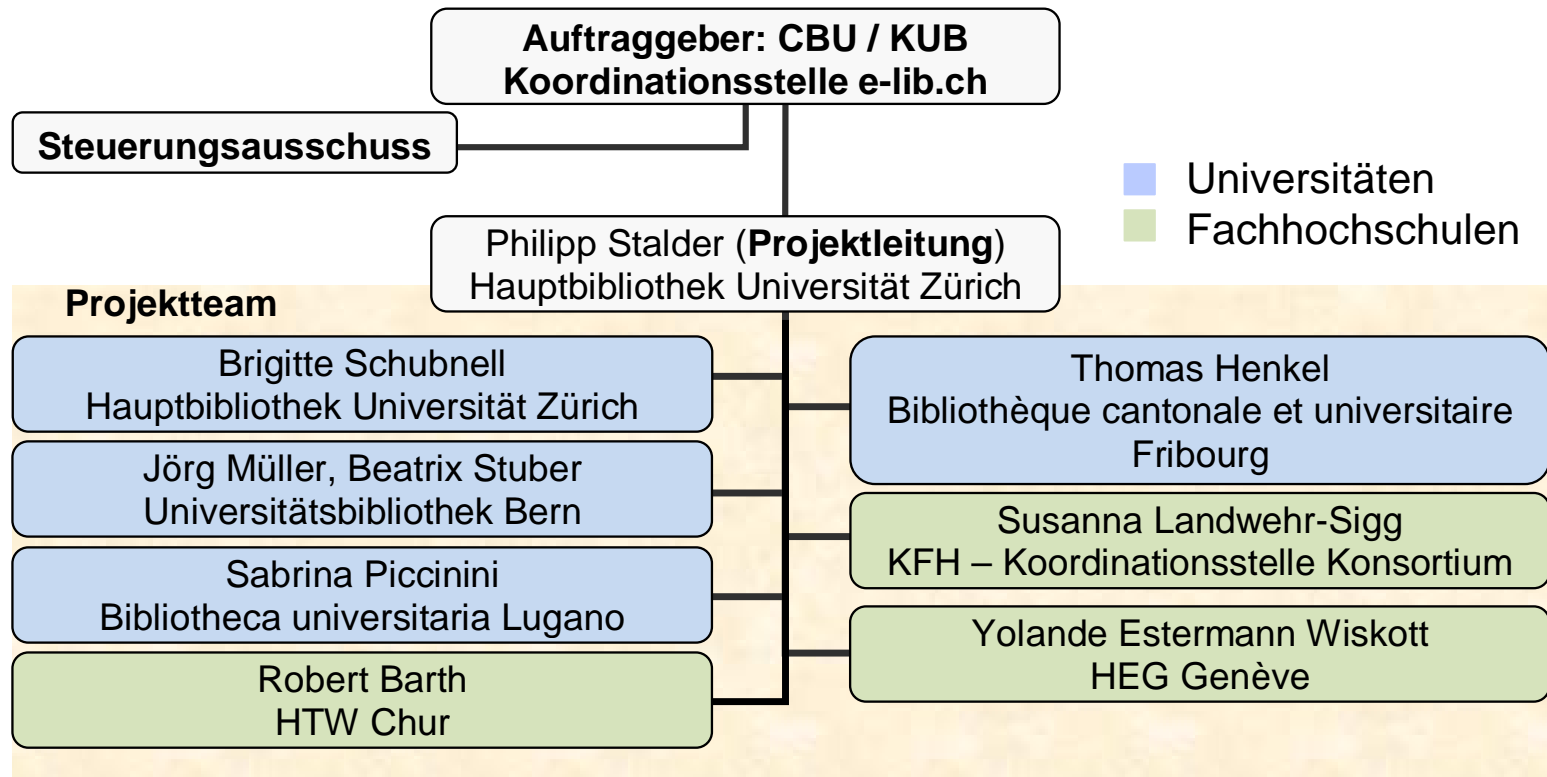 Auftraggeber: CBU / KUB
Koordinationsstelle e-lib.ch
Steuerungsausschuss
Universitäten
Fachhochschulen
Philipp Stalder (Projektleitung)
Hauptbibliothek Universität Zürich
Projektteam
Brigitte Schubnell
Hauptbibliothek Universität Zürich
Jörg Müller, Beatrix Stuber
Universitätsbibliothek Bern
Sabrina Piccinini
Bibliotheca universitaria Lugano
Robert Barth
HTW Chur
Thomas Henkel
Bibliothèque cantonale et universitaire
Fribourg
Susanna Landwehr-Sigg
KFH – Koordinationsstelle Konsortium
Yolande Estermann Wiskott
HEG Genève